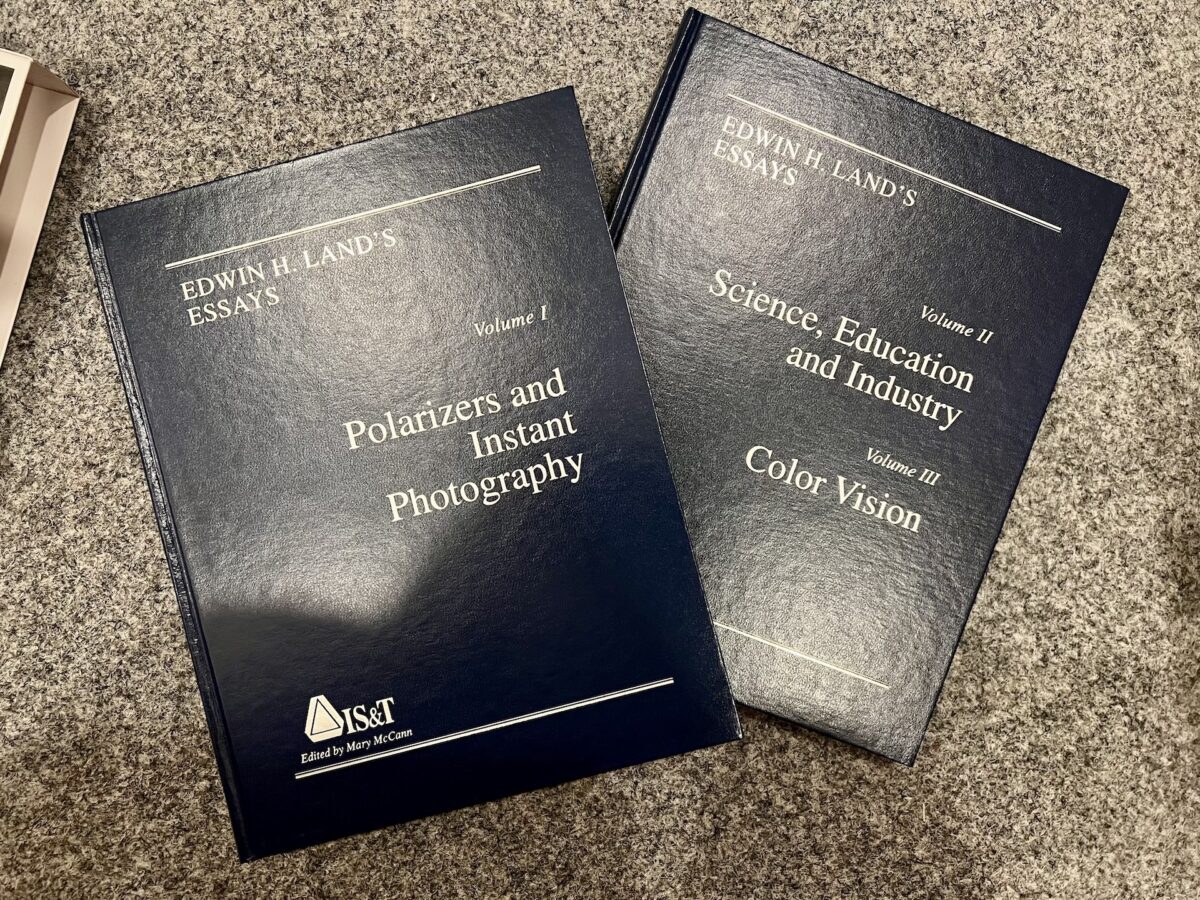 EDWIN H. LAND'S
ESSAYS
Volume I
Polarizers and
Instant
Photography
IS&T
Edited by Mary McCann
EDWIN H. LAND'S
ESSAYS
Volume II
Science, Education
and Industry
Volume III
Color Vision